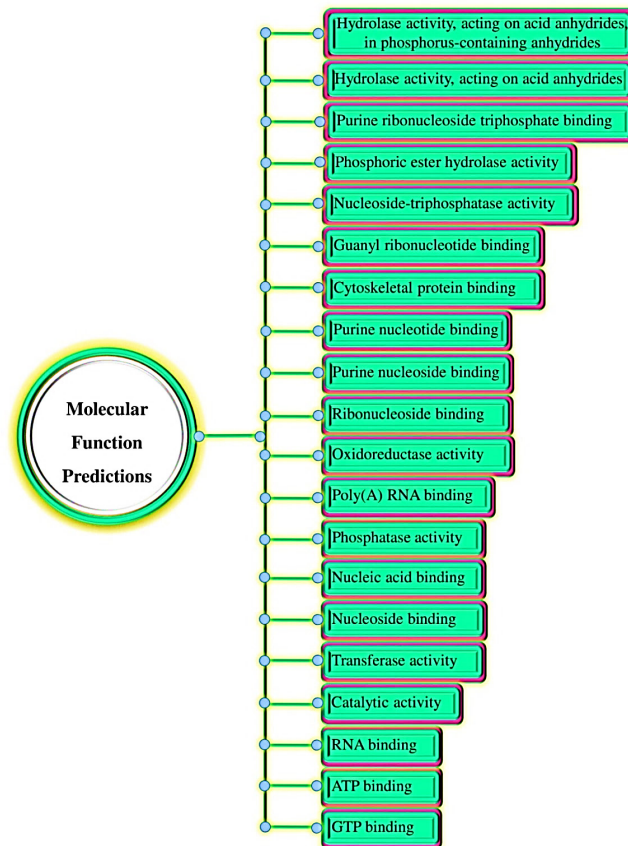 Hydrolase activity, acting on acid anhydrides,
in phosphorus-containing anhydrides
Hydrolase activity, acting on acid anhydrides
Purine ribonucleoside triphosphate binding
Phosphoric ester hydrolase activity
Nucleoside-triphosphatase activity
Guanyl ribonucleotide binding
Cytoskeletal protein binding
Purine nucleotide binding
Purine nucleoside binding
Ribonucleoside binding
Oxidoreductase activity
Poly(A) RNA binding
Phosphatase activity
Nucleic acid binding
Nucleoside binding
Transferase activity
Catalytic activity
RNA binding
ATP binding
GTP binding
Molecular
Function
Predictions